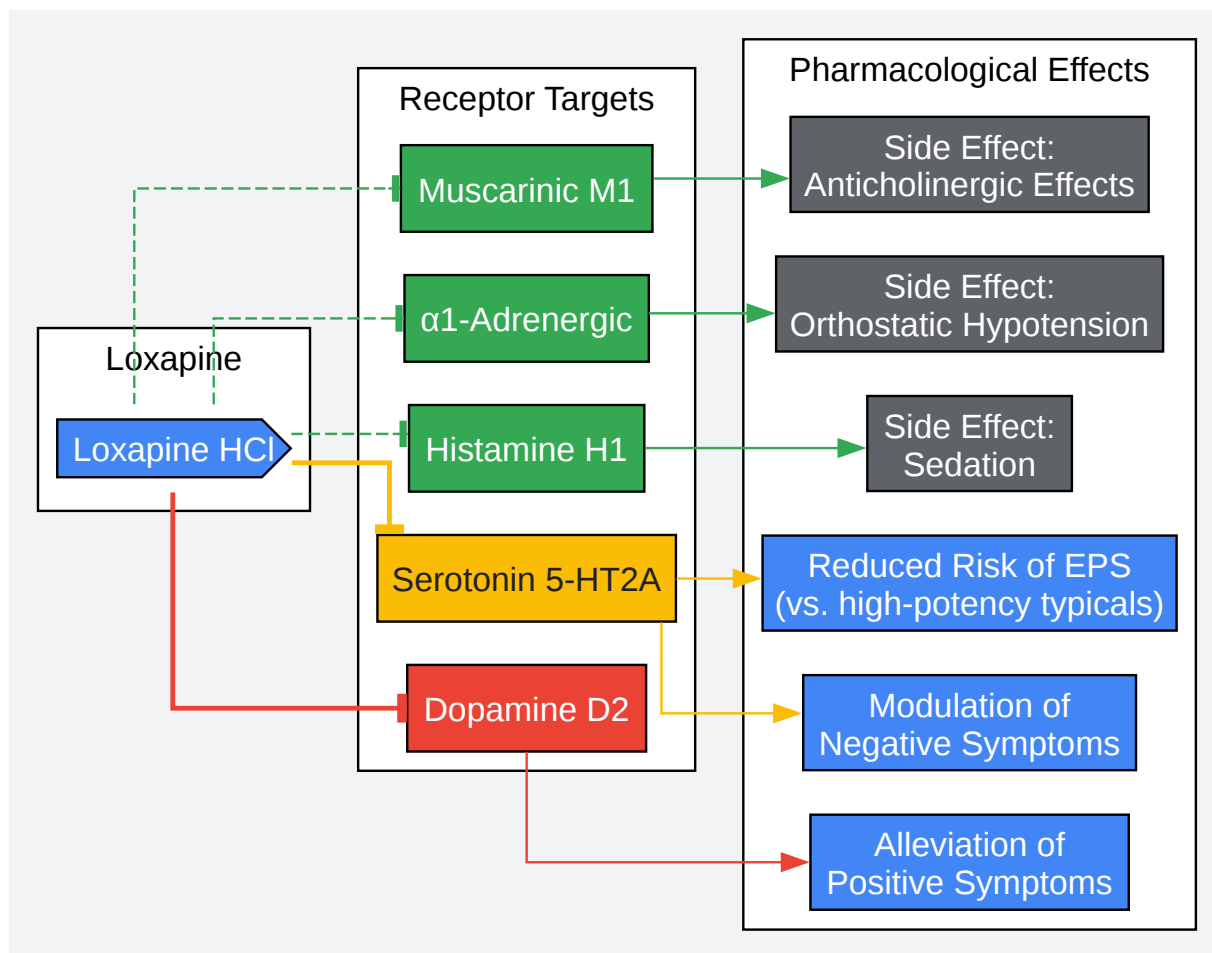 Loxapine
Loxapine HCl
Receptor Targets
Muscarinic M1
α1-Adrenergic
Histamine H1
Serotonin 5-HT2A
Dopamine D2
Pharmacological Effects
Side Effect:
Anticholinergic Effects
Side Effect:
Orthostatic Hypotension
Side Effect:
Sedation
Reduced Risk of EPS
(vs. high-potency typicals)
Modulation of
Negative Symptoms
Alleviation of
Positive Symptoms